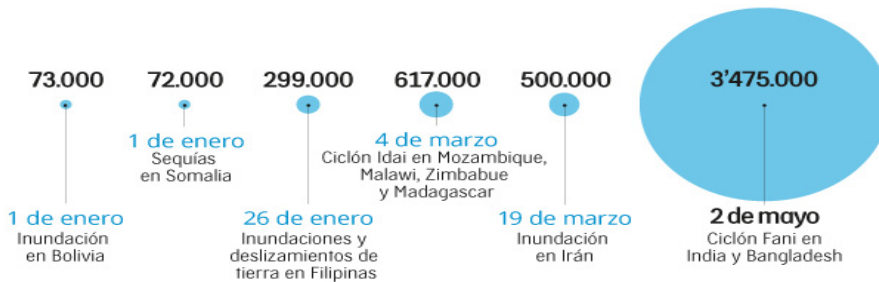 73.000
1 de enero
Inundación
en Bolivia
72.000
1 de enero
Sequías
en Somalia
299.000
26 de enero
Inundaciones y
deslizamientos de
tierra en Filipinas
617.000
4 de marzo
Ciclón Idai en Mozambique,
Malawi, Zimbabue
y Madagascar
500.000
19 de marzo
Inundación
en Irán
3'475.000
2 de mayo
Ciclón Fani en
India y Bangladesh